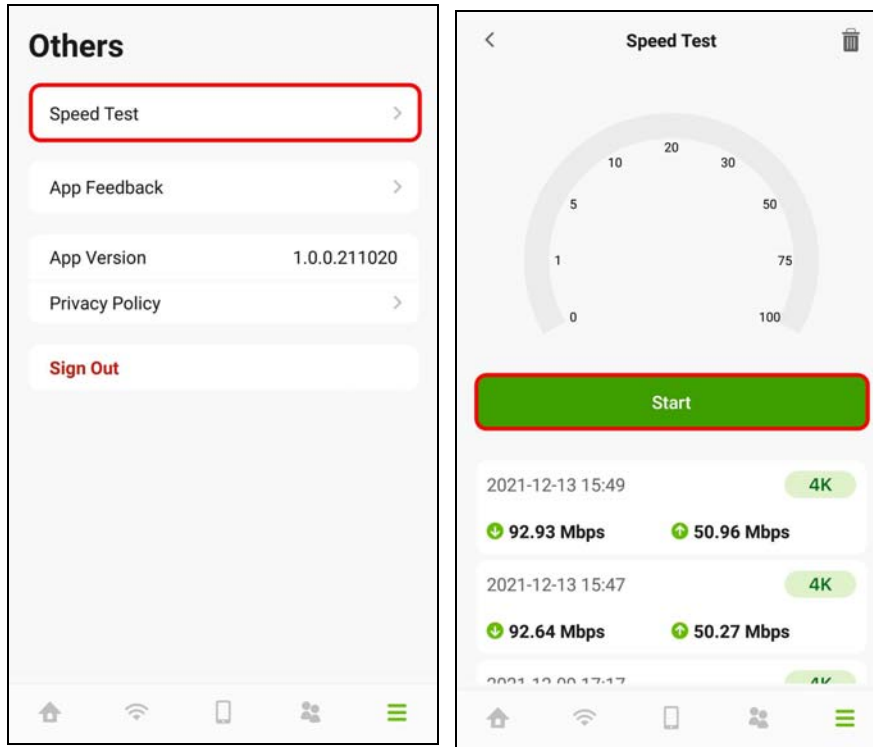 Others
Speed Test
App Feedback
App Version 1.0.0.211020
Privacy Policy
Sign Out
Speed Test
20
10 30
5 50
1 75
0 100
Start
2021-12-13 15:49 4K
92.93 Mbps 50.96 Mbps
2021-12-13 15:47 4K
92.64 Mbps 50.27 Mbps